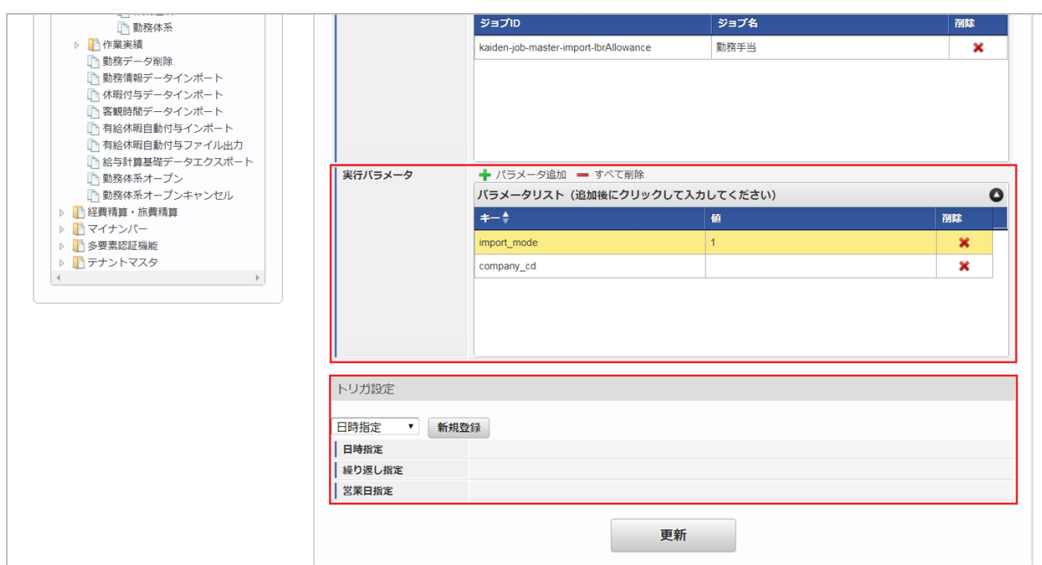 勤務体系
作業実績
勤務データ削除
勤務情報データインポート
休暇付与データインポート
客観時間データインポート
有給休暇自動付与インポート
有給休暇自動付与ファイル出力
給与計算基礎データエクスポート
勤務体系オープン
勤務体系オープンキャンセル
経費精算・旅費精算
マイナンバー
多要素認証機能
テナントマスタ
ジョブID ジョブ名 削除
kaiden-job-master-import-lbrAllowance 勤務手当
実行パラメータ パラメータ追加 すべて削除
パラメータリスト（追加後にクリックして入力してください）
キー 値 削除
import_mode 1
company_cd
トリガ設定
日時指定 新規登録
日時指定
繰り返し指定
営業日指定
更新